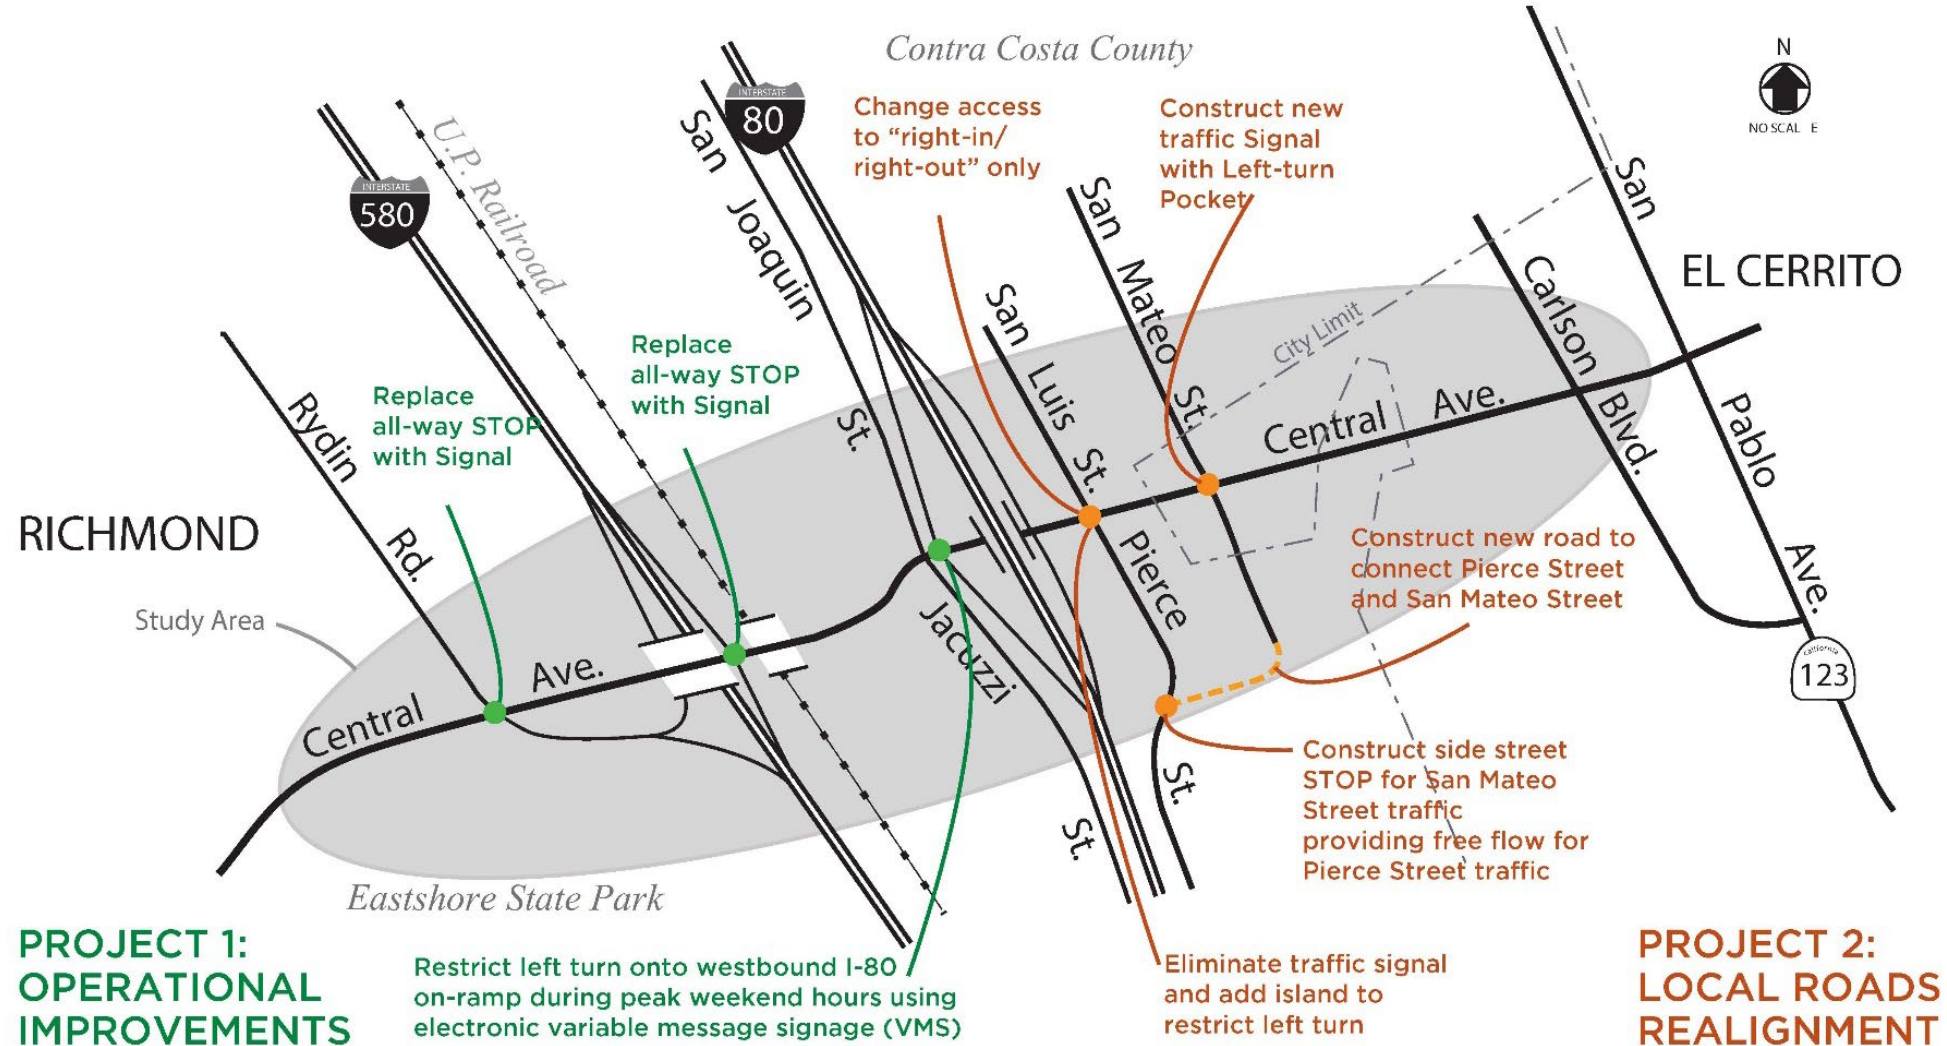 Contra Costa County
N
NO SCAL E
INTERSTATE
80
INTERSTATE
580
U.P. Railroad
San Joaquin St.
Change access
to “right-in/
right-out” only
Construct new
traffic Signal
with Left-turn
Pocket
San Mateo St.
San Luis St.
San Pablo Ave.
EL CERRITO
Carlson Blvd.
City Limit
Central Ave.
Replace
all-way STOP
with Signal
Replace
all-way STOP
with Signal
Rydin Rd.
RICHMOND
Study Area
Central Ave.
Jacuzzi St.
Pierce St.
Construct new road to
connect Pierce Street
and San Mateo Street
California
123
Construct side street
STOP for San Mateo
Street traffic
providing free flow for
Pierce Street traffic
Eastshore State Park
PROJECT 1:
OPERATIONAL
IMPROVEMENTS
Restrict left turn onto westbound I-80
on-ramp during peak weekend hours using
electronic variable message signage (VMS)
Eliminate traffic signal
and add island to
restrict left turn
PROJECT 2:
LOCAL ROADS
REALIGNMENT